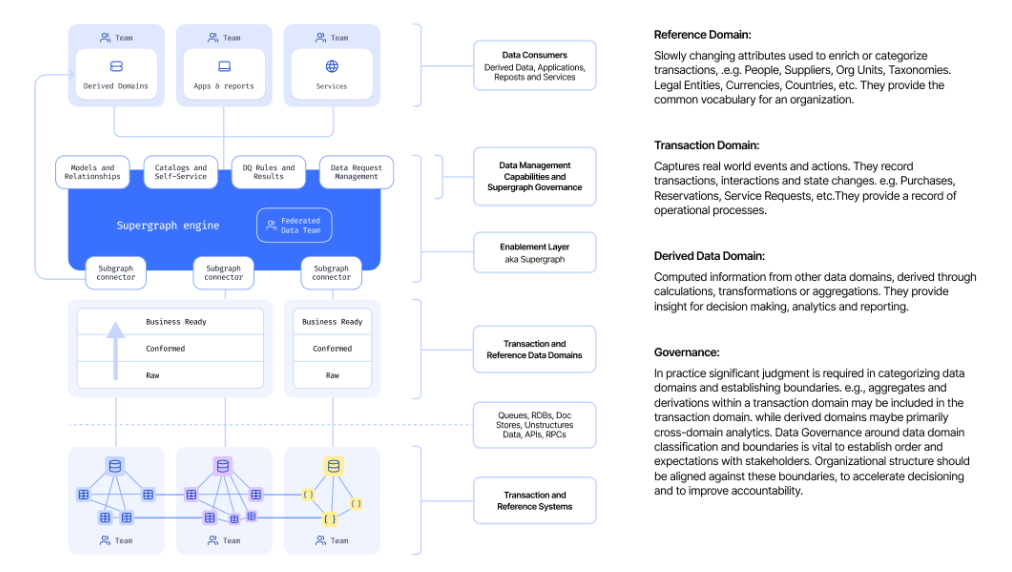 Team
Team
Team
Derived Domains
Apps & reports
Services
Data Consumers
Derived Data, Applications,
Reposts and Services
Models and
Relationships
Catalogs and
Self-Service
DQ Rules and
Results
Data Request
Management
Data Management
Capabilities and
Supergraph Governance
Supergraph engine
Federated
Data Team
Enablement Layer
aka Supergraph
Subgraph
connector
Subgraph
connector
Subgraph
connector
Business Ready
Conformed
Raw
Business Ready
Conformed
Raw
Transaction and
Reference Data Domains
Queues, RDBs, Doc
Stores, Unstructures
Data, APIs, RPCs
{ }
{ }
{ }
Transaction and
Reference Systems
Team
Team
Team
Reference Domain:
Slowly changing attributes used to enrich or categorize
transactions, .e.g. People, Suppliers, Org Units, Taxonomies.
Legal Entities, Currencies, Countries, etc. They provide the
common vocabulary for an organization.
Transaction Domain:
Captures real world events and actions. They record
transactions, interactions and state changes. e.g. Purchases,
Reservations, Service Requests, etc.They provide a record of
operational processes.
Derived Data Domain:
Computed information from other data domains, derived through
calculations, transformations or aggregations. They provide
insight for decision making, analytics and reporting.
Governance:
In practice significant judgment is required in categorizing data
domains and establishing boundaries. e.g., aggregates and
derivations within a transaction domain may be included in the
transaction domain. while derived domains maybe primarily
cross-domain analytics. Data Governance around data domain
classification and boundaries is vital to establish order and
expectations with stakeholders. Organizational structure should
be aligned against these boundaries, to accelerate decisioning
and to improve accountability.